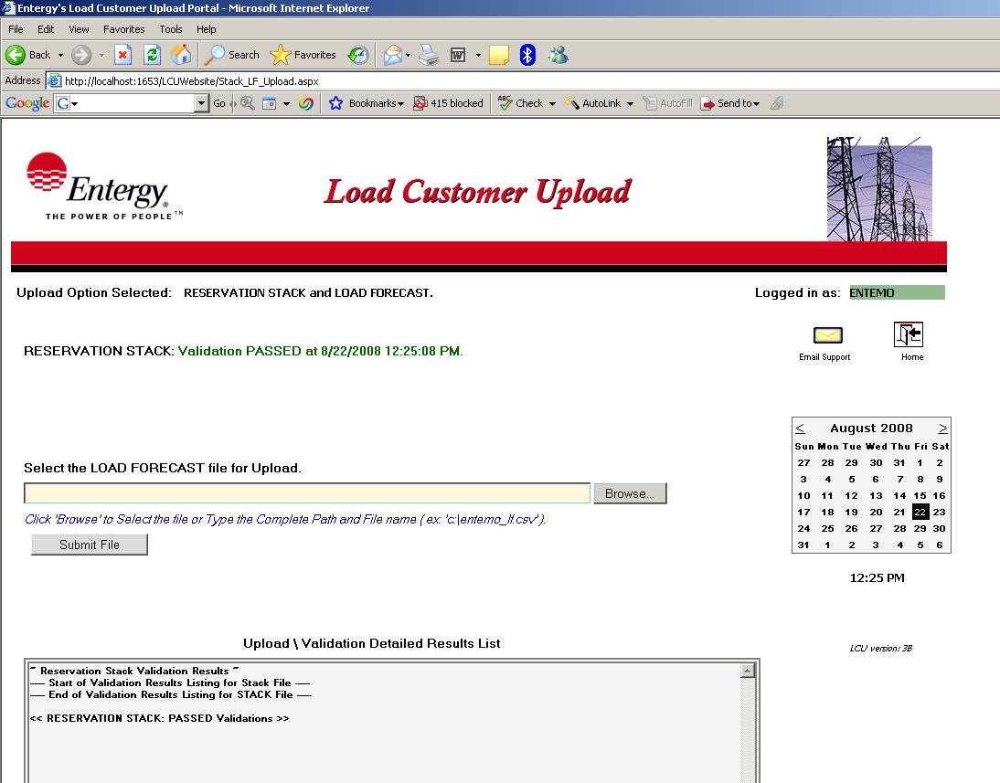 Entergy's Load Customer Upload Portal - Microsoft Internet Explorer
File Edit View Favorites Tools Help
Back Search Favorites
Address http://localhost:1653/LCUWebsite/Stack_LF_Upload.aspx
Google G Go Bookmarks 415 blocked ABC Check AutoLink AutoFill Send to
Entergy®
THE POWER OF PEOPLE™
Load Customer Upload
Upload Option Selected: RESERVATION STACK and LOAD FORECAST.
Logged in as: ENTEMO
RESERVATION STACK: Validation PASSED at 8/22/2008 12:25:08 PM.
Email Support Home
Select the LOAD FORECAST file for Upload.
Browse...
Click 'Browse' to Select the file or Type the Complete Path and File name ( ex: 'c:|entemo_lf.csv').
Submit File
< August 2008 >
Sun Mon Tue Wed Thu Fri Sat
27 28 29 30 31 1 2
3 4 5 6 7 8 9
10 11 12 13 14 15 16
17 18 19 20 21 22 23
24 25 26 27 28 29 30
31 1 2 3 4 5 6
12:25 PM
LCU version: 3B
Upload \ Validation Detailed Results List
~ Reservation Stack Validation Results ~
--- Start of Validation Results Listing for Stack File ---
--- End of Validation Results Listing for STACK File ---
<< RESERVATION STACK: PASSED Validations >>